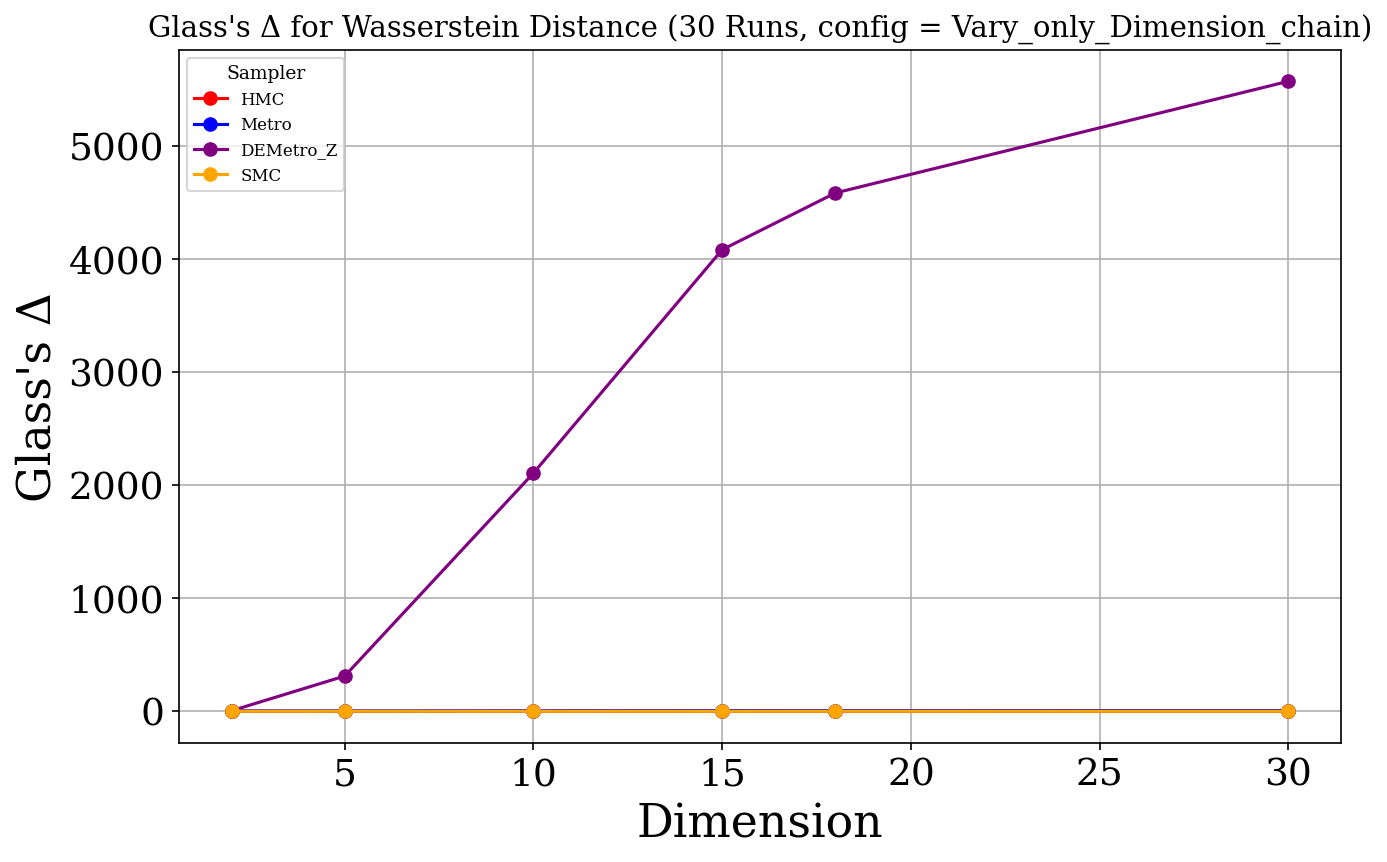 Glass's Δ for Wasserstein Distance (30 Runs, config = Vary_only_Dimension_chain)
Sampler
HMC
Metro
DEMetro_Z
SMC
Glass's Δ
5000
4000
3000
2000
1000
0
5 10 15 20 25 30
Dimension